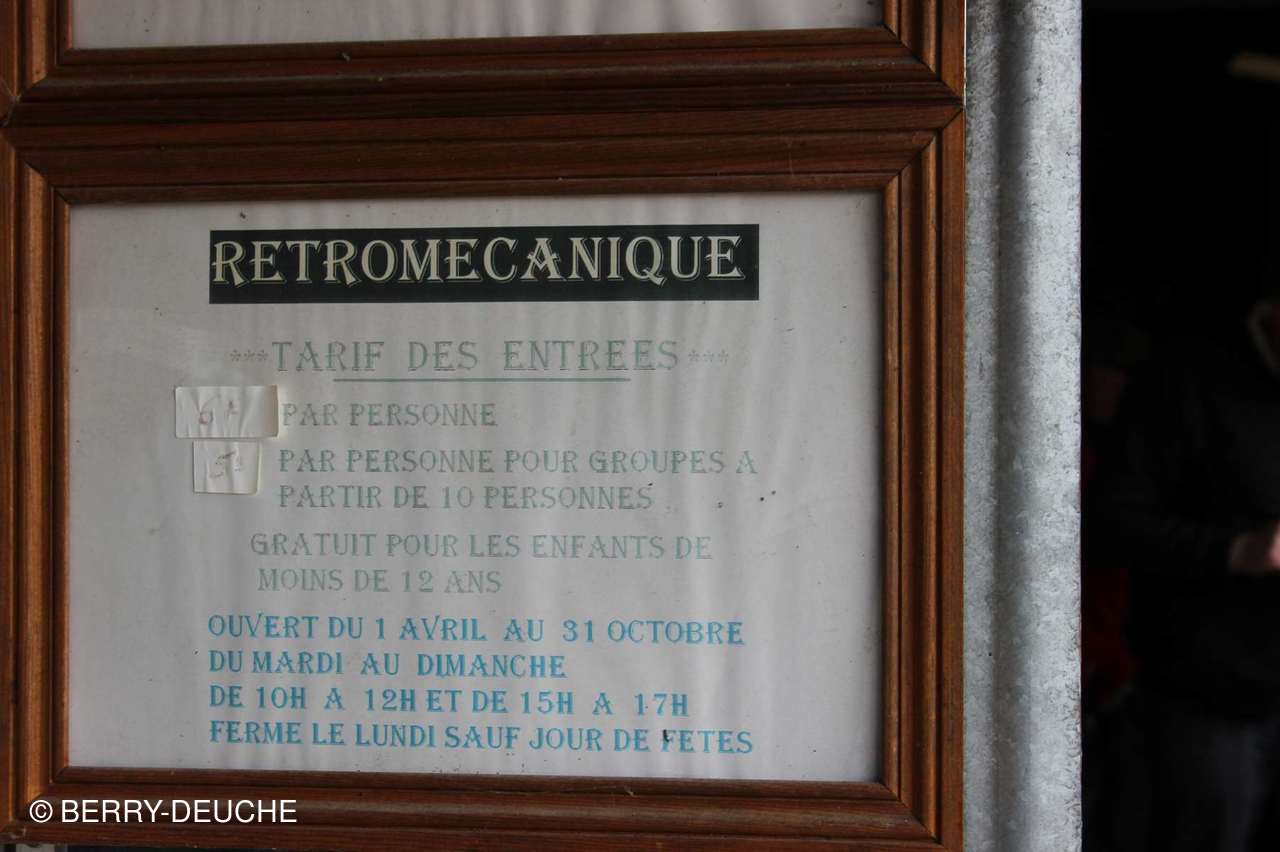 RETROMECANIQUE
***TARIF DES ENTREES***
6 PAR PERSONNE
5 PAR PERSONNE POUR GROUPES A
PARTIR DE 10 PERSONNES
GRATUIT POUR LES ENFANTS DE
MOINS DE 12 ANS
OUVERT DU 1 AVRIL AU 31 OCTOBRE
DU MARDI AU DIMANCHE
DE 10H A 12H ET DE 15H A 17H
FERME LE LUNDI SAUF JOUR DE FETES
© BERRY-DEUCHE